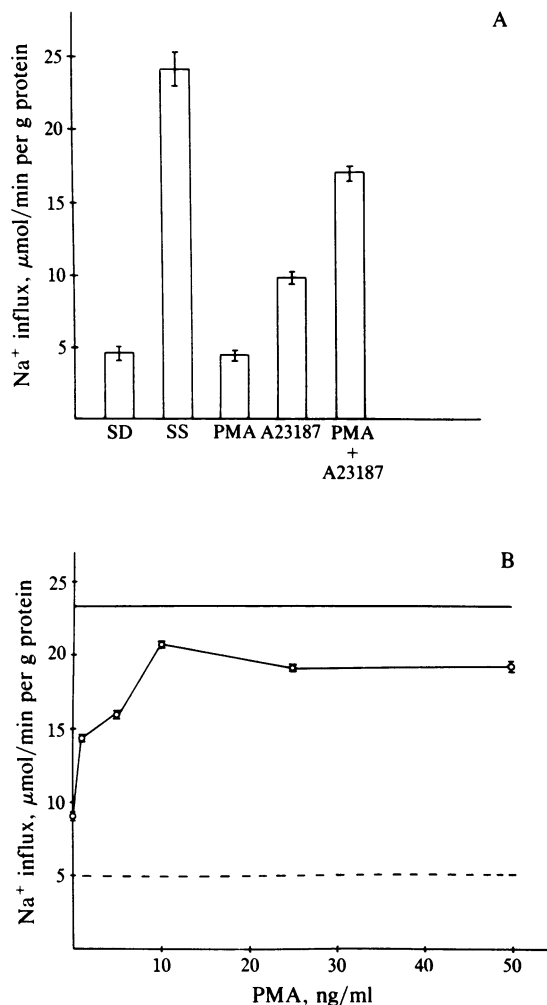 A
Na⁺ influx, μmol/min per g protein
25
20
15
10
5
SD SS PMA A23187 PMA
+
A23187
B
Na⁺ influx, μmol/min per g protein
25
20
15
10
5
10 20 30 40 50
PMA, ng/ml